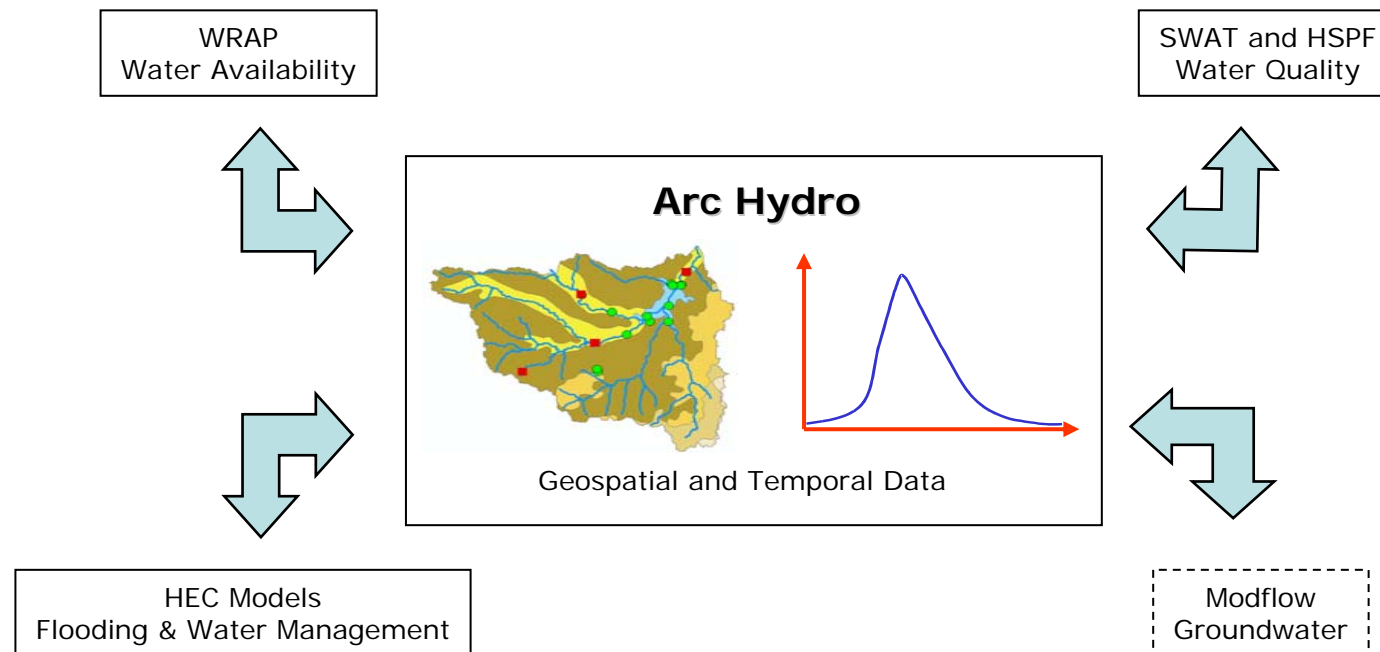 WRAP
Water Availability
SWAT and HSPF
Water Quality
Arc Hydro
Geospatial and Temporal Data
HEC Models
Flooding & Water Management
Modflow
Groundwater